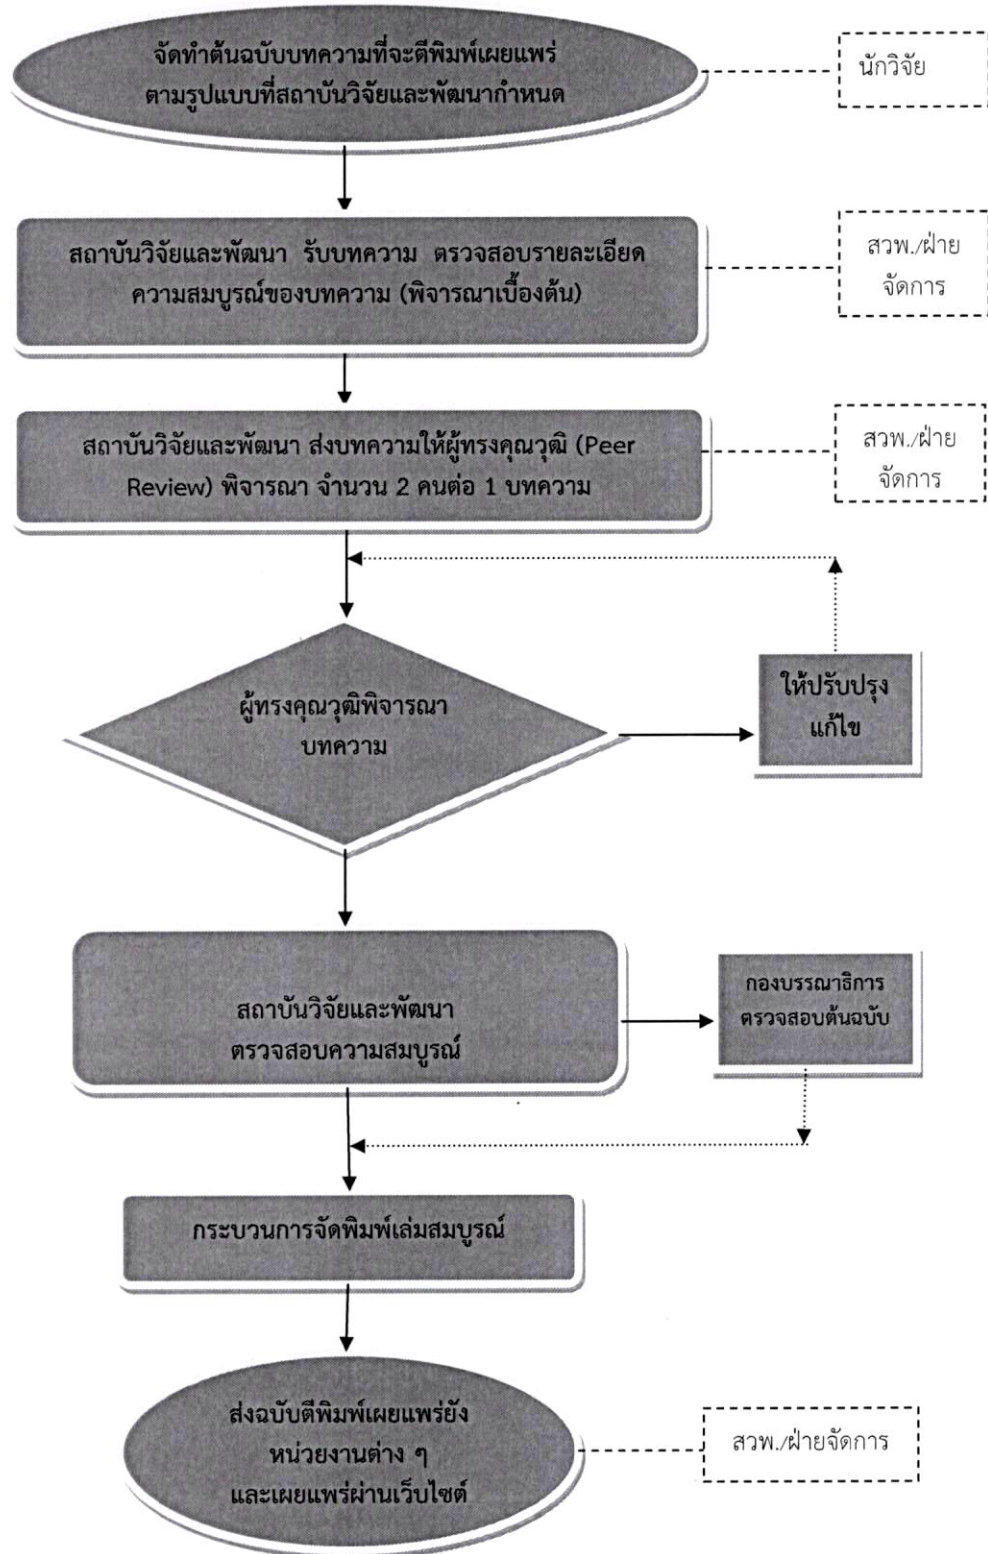 จัดทำต้นฉบับบทความที่จะตีพิมพ์เผยแพร่
ตามรูปแบบที่สถาบันวิจัยและพัฒนากำหนด
นักวิจัย
สถาบันวิจัยและพัฒนา รับบทความ ตรวจสอบรายละเอียด
ความสมบูรณ์ของบทความ (พิจารณาเบื้องต้น)
สวพ./ฝ่าย
จัดการ
สถาบันวิจัยและพัฒนา ส่งบทความให้ผู้ทรงคุณวุฒิ (Peer
Review) พิจารณา จำนวน 2 คนต่อ 1 บทความ
สวพ./ฝ่าย
จัดการ
ผู้ทรงคุณวุฒิพิจารณา
บทความ
ให้ปรับปรุง
แก้ไข
สถาบันวิจัยและพัฒนา
ตรวจสอบความสมบูรณ์
กองบรรณาธิการ
ตรวจสอบต้นฉบับ
กระบวนการจัดพิมพ์เล่มสมบูรณ์
ส่งฉบับตีพิมพ์เผยแพร่ยัง
หน่วยงานต่าง ๆ
และเผยแพร่ผ่านเว็บไซต์
สวพ./ฝ่ายจัดการ